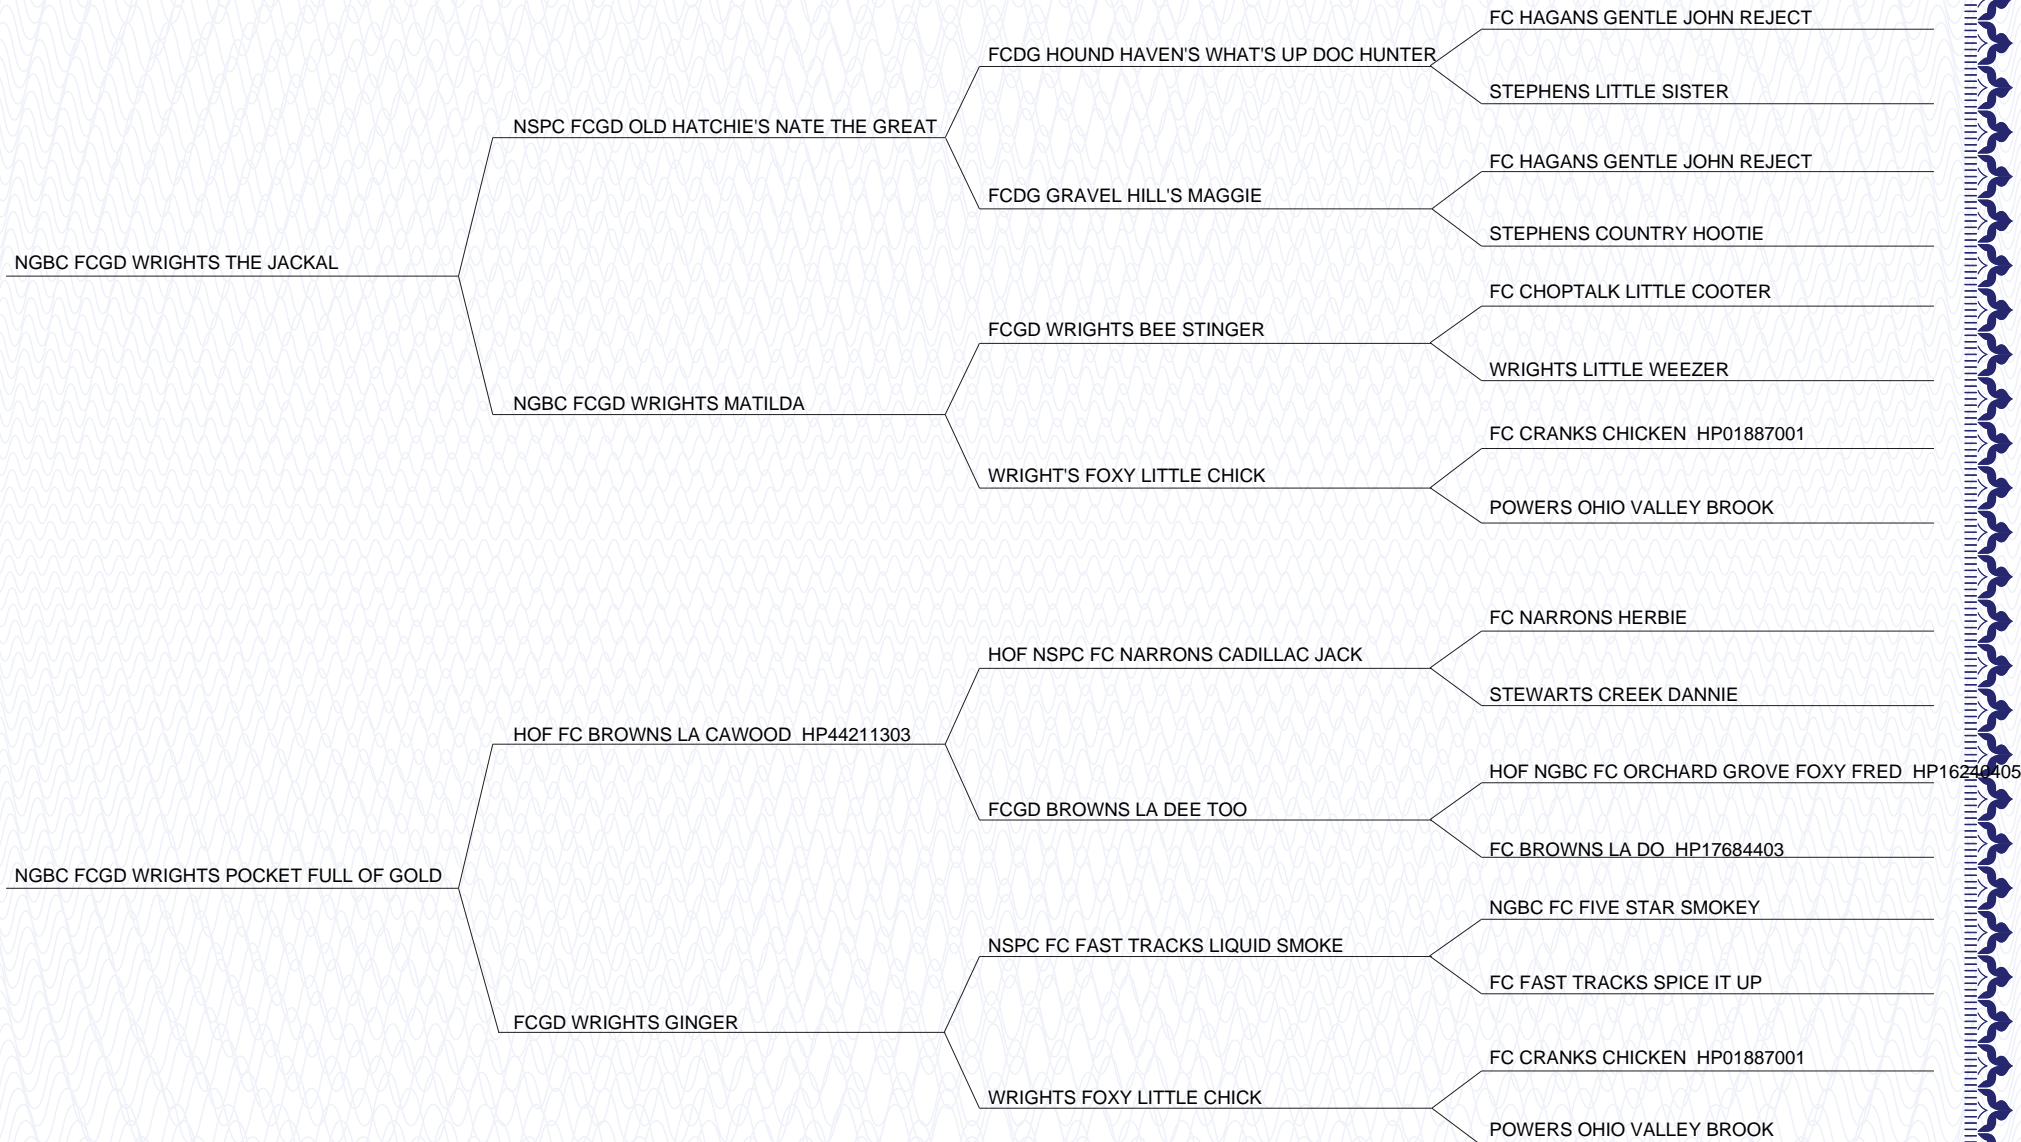 FC HAGANS GENTLE JOHN REJECT
FCDG HOUND HAVEN'S WHAT'S UP DOC HUNTER
STEPHENS LITTLE SISTER
NSPC FCGD OLD HATCHIE'S NATE THE GREAT
FC HAGANS GENTLE JOHN REJECT
FCDG GRAVEL HILL'S MAGGIE
STEPHENS COUNTRY HOOTIE
NGBC FCGD WRIGHTS THE JACKAL
FC CHOPTALK LITTLE COOTER
FCGD WRIGHTS BEE STINGER
WRIGHTS LITTLE WEEZER
NGBC FCGD WRIGHTS MATILDA
FC CRANKS CHICKEN  HP01887001
WRIGHT'S FOXY LITTLE CHICK
POWERS OHIO VALLEY BROOK
FC NARRONS HERBIE
HOF NSPC FC NARRONS CADILLAC JACK
STEWARTS CREEK DANNIE
HOF FC BROWNS LA CAWOOD  HP44211303
HOF NGBC FC ORCHARD GROVE FOXY FRED  HP16240405
FCGD BROWNS LA DEE TOO
FC BROWNS LA DO  HP17684403
NGBC FCGD WRIGHTS POCKET FULL OF GOLD
NGBC FC FIVE STAR SMOKEY
NSPC FC FAST TRACKS LIQUID SMOKE
FC FAST TRACKS SPICE IT UP
FCGD WRIGHTS GINGER
FC CRANKS CHICKEN  HP01887001
WRIGHTS FOXY LITTLE CHICK
POWERS OHIO VALLEY BROOK